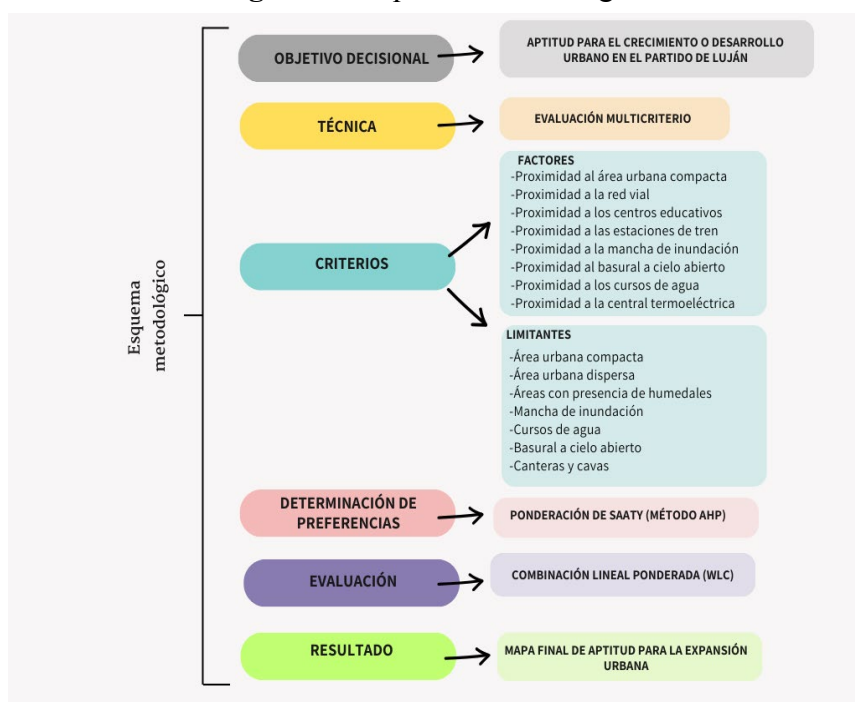 Esquema
metodológico
OBJETIVO DECISIONAL
APTITUD PARA EL CRECIMIENTO O DESARROLLO
URBANO EN EL PARTIDO DE LUJÁN
TÉCNICA
EVALUACIÓN MULTICRITERIO
CRITERIOS
FACTORES
-Proximidad al área urbana compacta
-Proximidad a la red vial
-Proximidad a los centros educativos
-Proximidad a las estaciones de tren
-Proximidad a la mancha de inundación
-Proximidad al basural a cielo abierto
-Proximidad a los cursos de agua
-Proximidad a la central termoeléctrica
LIMITANTES
-Área urbana compacta
-Área urbana dispersa
-Áreas con presencia de humedales
-Mancha de inundación
-Cursos de agua
-Basural a cielo abierto
-Canteras y cavas
DETERMINACIÓN DE
PREFERENCIAS
PONDERACIÓN DE SAATY (MÉTODO AHP)
EVALUACIÓN
COMBINACIÓN LINEAL PONDERADA (WLC)
RESULTADO
MAPA FINAL DE APTITUD PARA LA EXPANSIÓN
URBANA